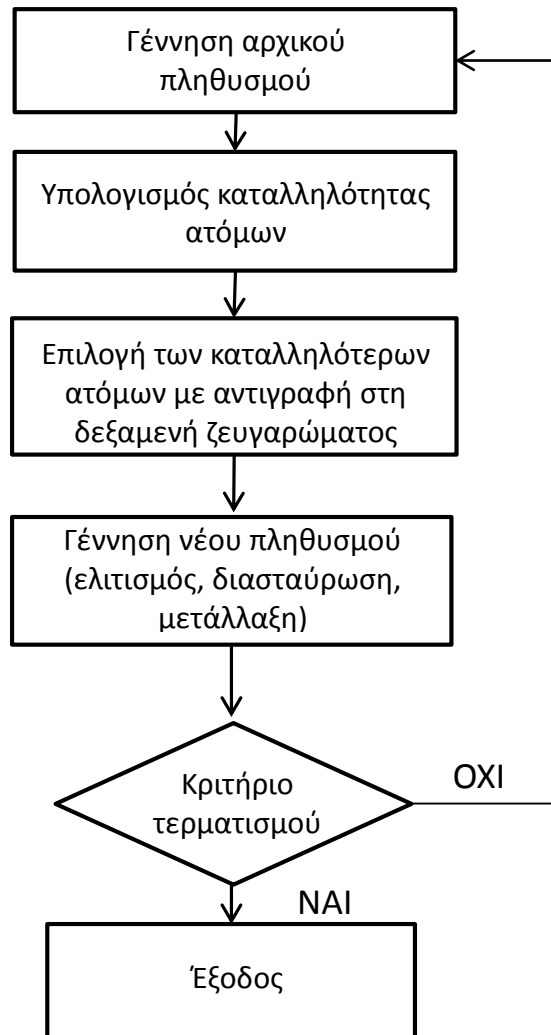 Γέννηση αρχικού
πληθυσμού
Υπολογισμός καταλληλότητας
ατόμων
Επιλογή των καταλληλότερων
ατόμων με αντιγραφή στη
δεξαμενή ζευγαρώματος
Γέννηση νέου πληθυσμού
(ελιτισμός, διασταύρωση,
μετάλλαξη)
Κριτήριο
τερματισμού
ΟΧΙ
ΝΑΙ
Έξοδος